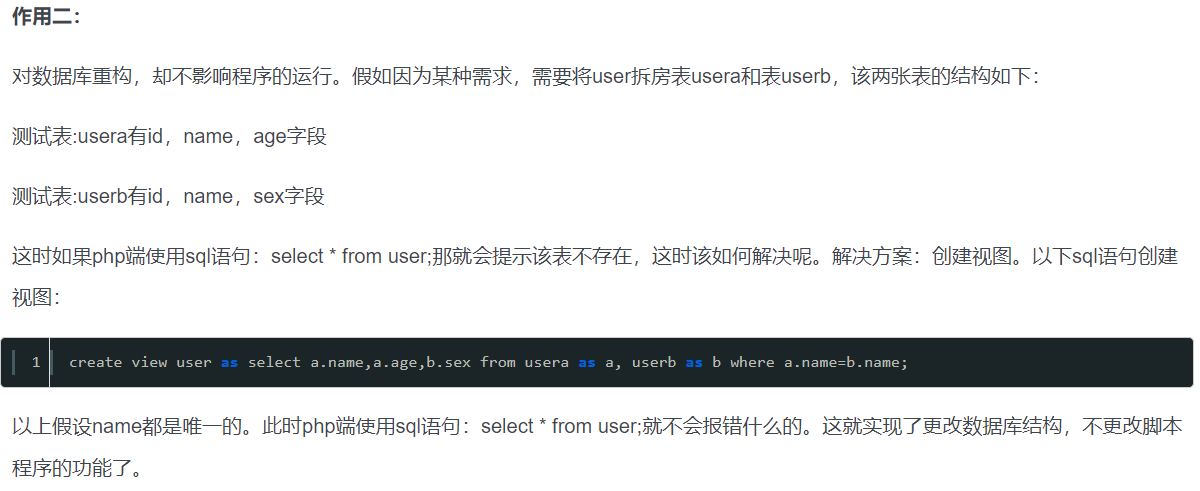 作用二：
对数据库重构，却不影响程序的运行。假如因为某种需求，需要将user拆房表usera和表userb，该两张表的结构如下：
测试表:usera有id，name，age字段
测试表:userb有id，name，sex字段
这时如果php端使用sql语句：select * from user;那就会提示该表不存在，这时该如何解决呢。解决方案：创建视图。以下sql语句创建
视图：
1 create view user as select a.name,a.age,b.sex from usera as a, userb as b where a.name=b.name;
以上假设name都是唯一的。此时php端使用sql语句：select * from user;就不会报错什么的。这就实现了更改数据库结构，不更改脚本
程序的功能了。